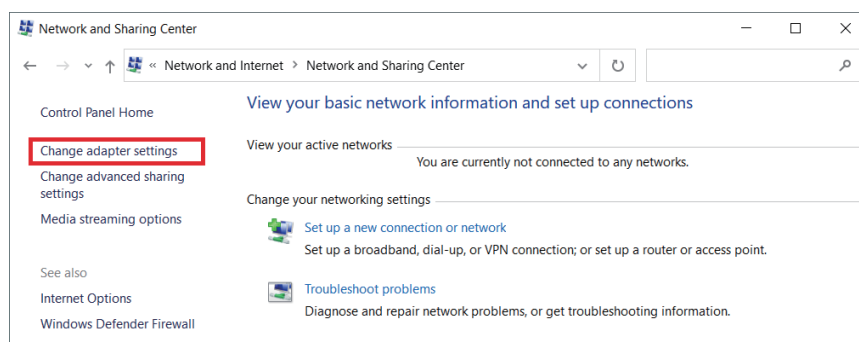 Network and Sharing Center
« Network and Internet > Network and Sharing Center
Control Panel Home
Change adapter settings
Change advanced sharing
settings
Media streaming options
See also
Internet Options
Windows Defender Firewall
View your basic network information and set up connections
View your active networks
You are currently not connected to any networks.
Change your networking settings
Set up a new connection or network
Set up a broadband, dial-up, or VPN connection; or set up a router or access point.
Troubleshoot problems
Diagnose and repair network problems, or get troubleshooting information.